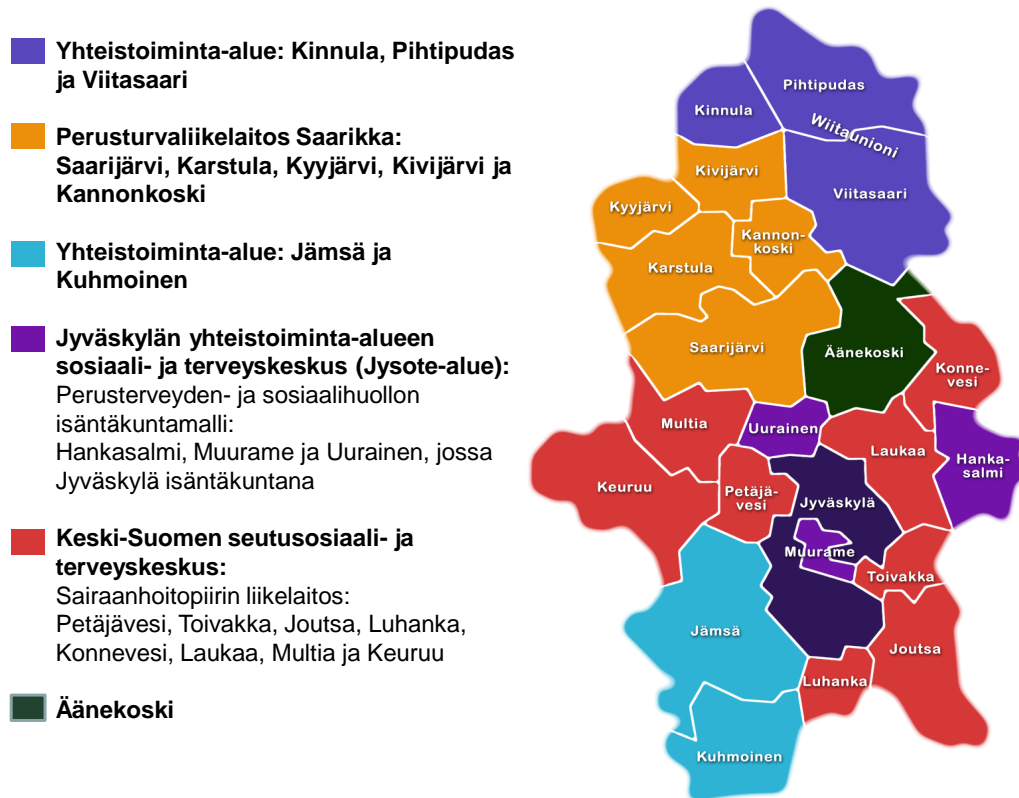 Yhteistoiminta-alue: Kinnula, Pihtipudas
ja Viitasaari
Perusturvaliikelaitos Saarikka:
Saarijärvi, Karstula, Kyyjärvi, Kivijärvi ja
Kannonkoski
Yhteistoiminta-alue: Jämsä ja
Kuhmoinen
Jyväskylän yhteistoiminta-alueen
sosiaali- ja terveyskeskus (Jysote-alue):
Perusterveyden- ja sosiaalihuollon
isäntäkuntamalli:
Hankasalmi, Muurame ja Uurainen, jossa
Jyväskylä isäntäkuntana
Keski-Suomen seutusosiaali- ja
terveyskeskus:
Sairaanhoitopiirin liikelaitos:
Petäjävesi, Toivakka, Joutsa, Luhanka,
Konnevesi, Laukaa, Multia ja Keuruu
Äänekoski
Pihtipudas
Kinnula
Wiitaunioni
Kivijärvi
Viitasaari
Kyyjärvi
Kannon-
koski
Karstula
Saarijärvi
Äänekoski
Konne-
vesi
Multia
Uurainen
Laukaa
Hanka-
salmi
Keuruu
Petäjä-
vesi
Jyväskylä
Muurame
Toivakka
Jämsä
Joutsa
Luhanka
Kuhmoinen